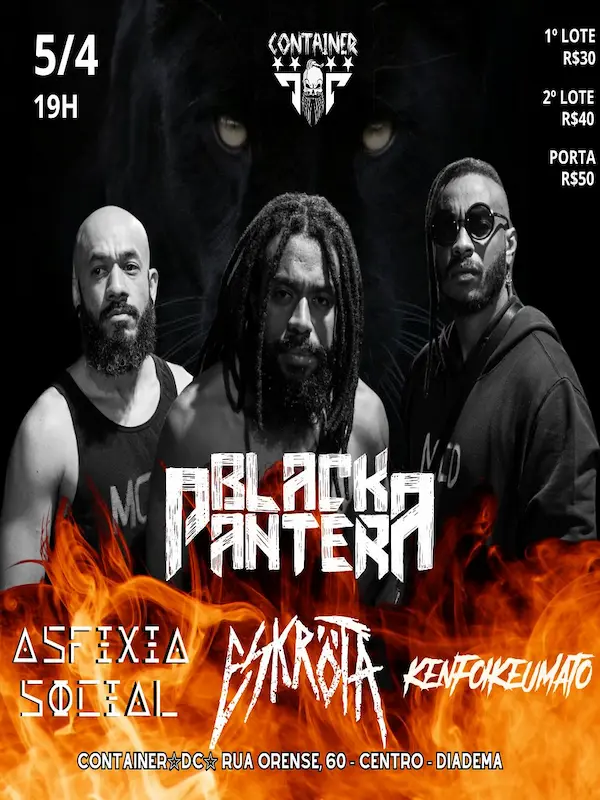 5/4
19H
CONTAINER
DC
1º LOTE
R$30
2º LOTE
R$40
PORTA
R$50
BLACK
PANTERA
ASFIXIA
SOCIAL
ESKRÖTA
KENFOIKEUMATO
CONTAINER☆DC☆ RUA ORENSE, 60 - CENTRO - DIADEMA